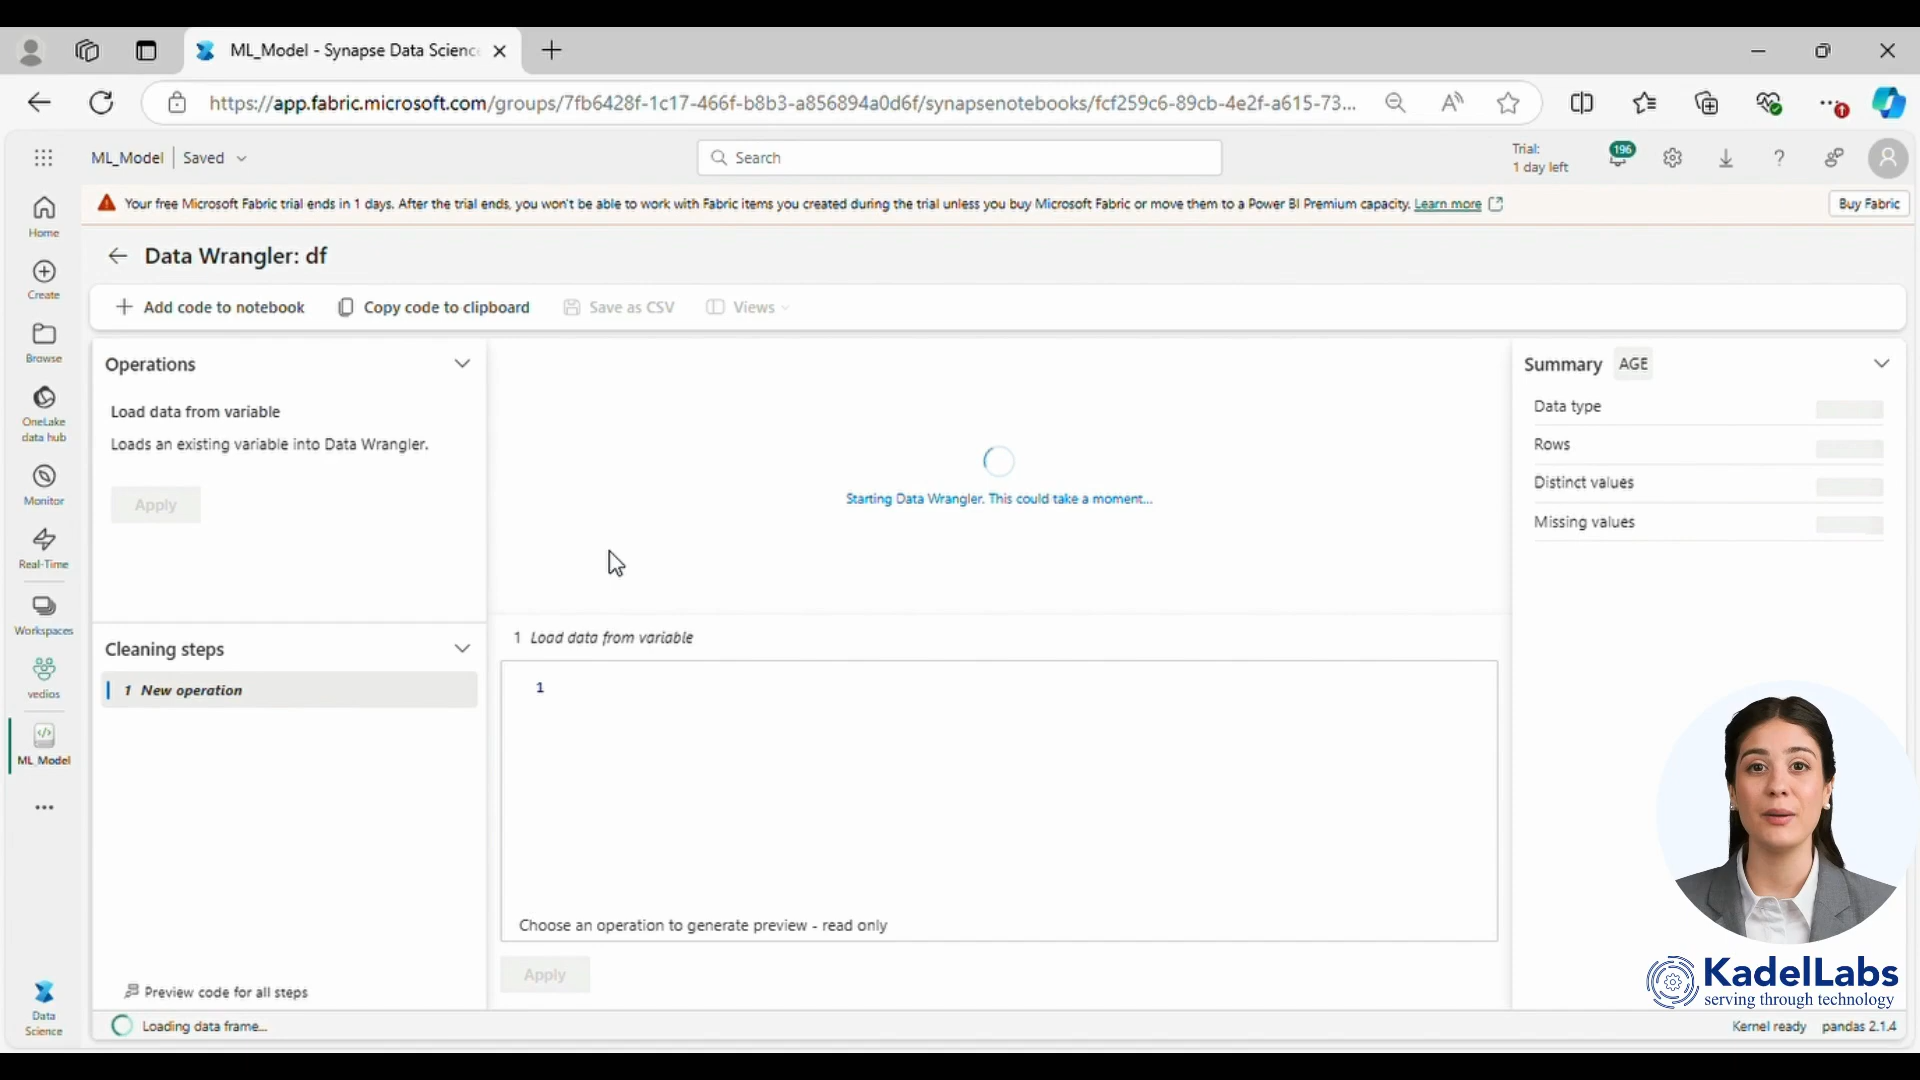 ML_Model - Synapse Data Science
https://app.fabric.microsoft.com/groups/7fb6428f-1c17-466f-b8b3-a856894a0d6f/synapsenotebooks/fcf259c6-89cb-4e2f-a615-73...
ML_Model | Saved
Search
Trial:
1 day left
196
Your free Microsoft Fabric trial ends in 1 days. After the trial ends, you won't be able to work with Fabric items you created during the trial unless you buy Microsoft Fabric or move them to a Power BI Premium capacity. Learn more
Buy Fabric
Home
Create
Browse
OneLake
data hub
Monitor
Real-Time
Workspaces
vedios
ML_Model
Data
Science
Data Wrangler: df
Add code to notebook
Copy code to clipboard
Save as CSV
Views
Operations
Load data from variable
Loads an existing variable into Data Wrangler.
Apply
Cleaning steps
1 New operation
Preview code for all steps
Starting Data Wrangler. This could take a moment...
1 Load data from variable
1
Choose an operation to generate preview - read only
Apply
Summary AGE
Data type
Rows
Distinct values
Missing values
KadelLabs
serving through technology
Loading data frame...
Kernel ready
pandas 2.1.4